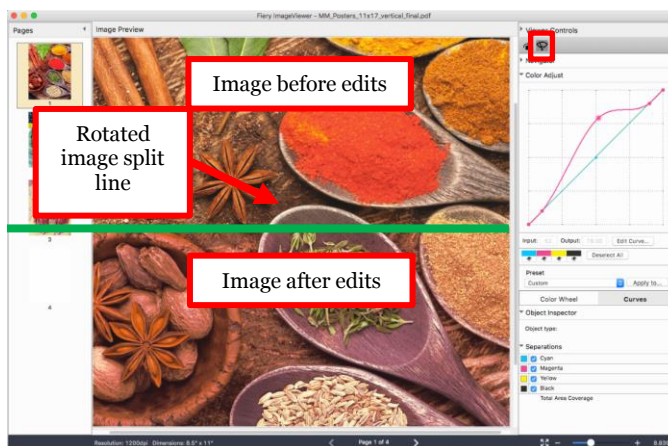 Fiery ImageViewer - MM_Posters_11x17_vertical_final.pdf
Pages
Image Preview
Viewer Controls
Color Adjust
Image before edits
Rotated
image split
line
Image after edits
1
3
4
Input:
Output:
Edit Curve...
Deselect All
Preset
Custom
Apply to...
Color Wheel
Curves
Object Inspector
Object type:
Separations
Cyan
Magenta
Yellow
Black
Total Area Coverage
Resolution: 1200dpi Dimensions: 8.5" x 11"
Page 1 of 4